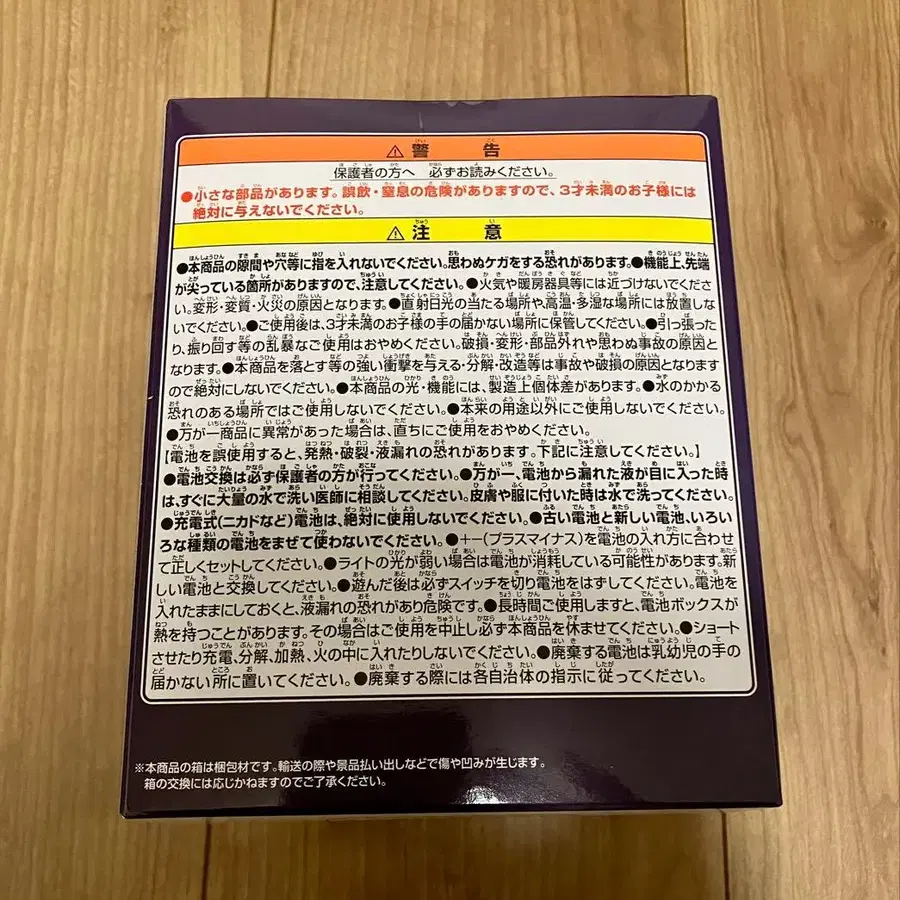 ⚠警告
保護者の方へ 必ずお読みください。
●小さな部品があります。誤飲・窒息の危険がありますので、3才未満のお子様には
絶対に与えないでください。
⚠注意
●本商品の隙間や穴等に指を入れないでください。思わぬケガをする恐れがあります。●機能上、先端
が尖っている箇所がありますので、注意してください。●火気や暖房器具等には近づけないでくださ
い。変形・変質・火災の原因となります。●直射日光の当たる場所や、高温・多湿な場所には放置しな
いでください。●ご使用後は、3才未満のお子様の手の届かない場所に保管してください。●引っ張った
り、振り回す等の乱暴なご使用はおやめください。破損・変形・部品外れや思わぬ事故の原因と
なります。●本商品を落とす等の強い衝撃を与える・分解・改造等は事故や破損の原因となります
ので絶対にしないでください。●本商品の光・機能には、製造上個体差があります。●水のかかる
恐れのある場所ではご使用しないでください。●本来の用途以外にご使用しないでください。
●万が一商品に異常があった場合は、直ちにご使用をおやめください。
【電池を誤使用すると、発熱・破裂・液漏れの恐れがあります。下記に注意してください。】
●電池交換は必ず保護者の方が行ってください。●万が一、電池から漏れた液が目に入った時
は、すぐに大量の水で洗い医師に相談してください。皮膚や服に付いた時は水で洗ってください。
●充電式(ニカドなど)電池は、絶対に使用しないでください。●古い電池と新しい電池、いろい
ろな種類の電池をまぜて使わないでください。●+−(プラスマイナス)を電池の入れ方に合わせ
て正しくセットしてください。●ライトの光が弱い場合は電池が消耗している可能性があります。新
しい電池と交換してください。●遊んだ後は必ずスイッチを切り電池をはずしてください。電池を
入れたままにしておくと、液漏れの恐れがあり危険です。●長時間ご使用しますと、電池ボックスが
熱を持つことがあります。その場合はご使用を中止し必ず本商品を休ませてください。●ショート
させたり充電、分解、加熱、火の中に入れたりしないでください。●廃棄する電池は乳幼児の手の
届かない所に置いてください。●廃棄する際には各自治体の指示に従ってください。
※本商品の箱は梱包材です。輸送の際や景品払い出しなどで傷や凹みが生じます。
箱の交換には応じかねますのでご了承ください。